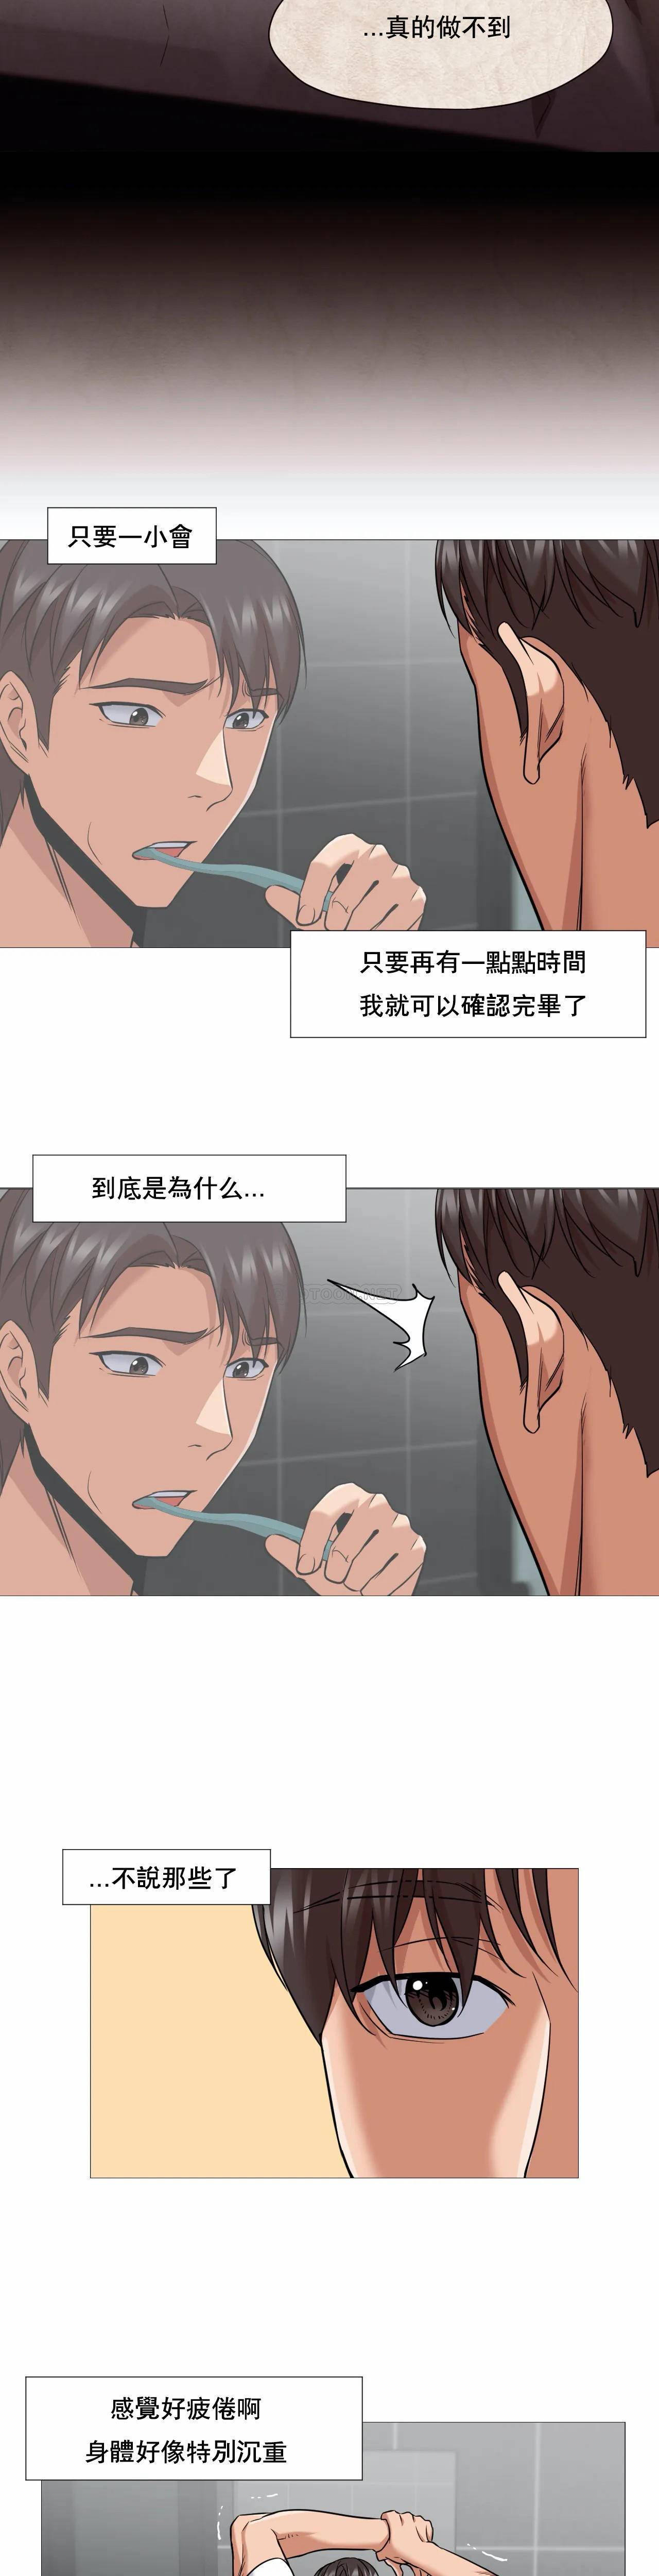 ...真的做不到
只要一小會
只要再有一點點時間
我就可以確認完畢了
到底是為什么...
...不說那些了
感覺好疲倦啊
身體好像特別沉重